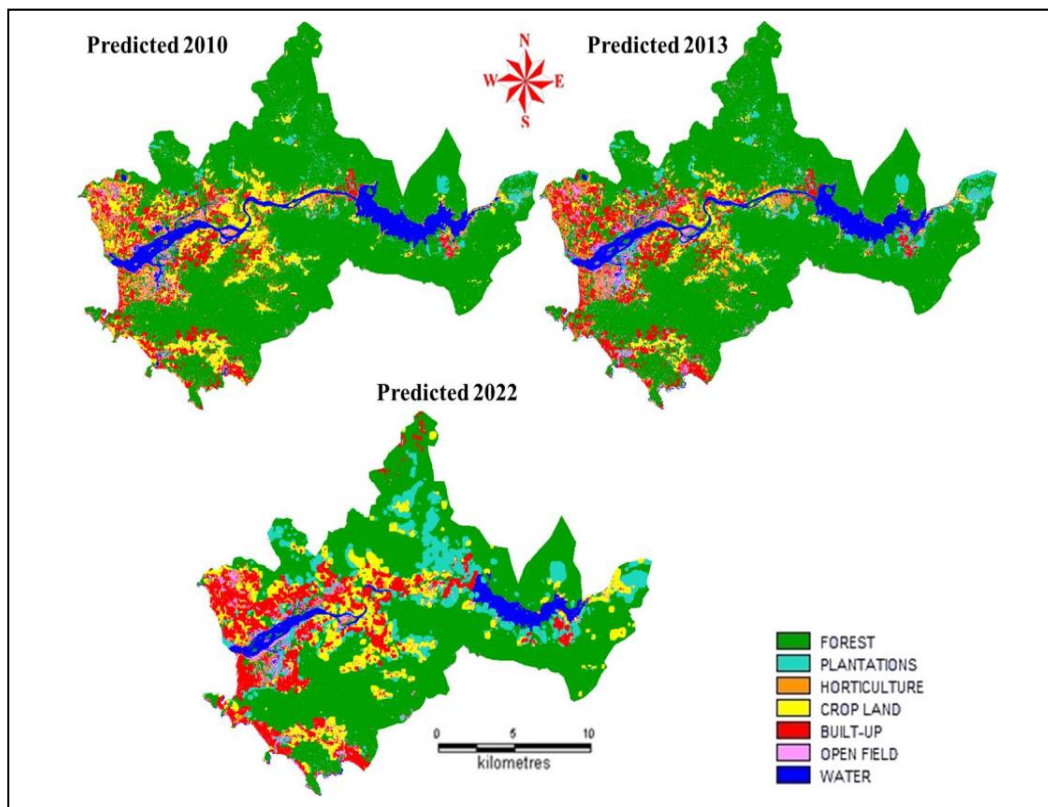 Predicted 2010
Predicted 2013
N
W E
S
Predicted 2022
FOREST
PLANTATIONS
HORTICULTURE
CROP LAND
BUILT-UP
OPEN FIELD
WATER
0 5 10
kilometres